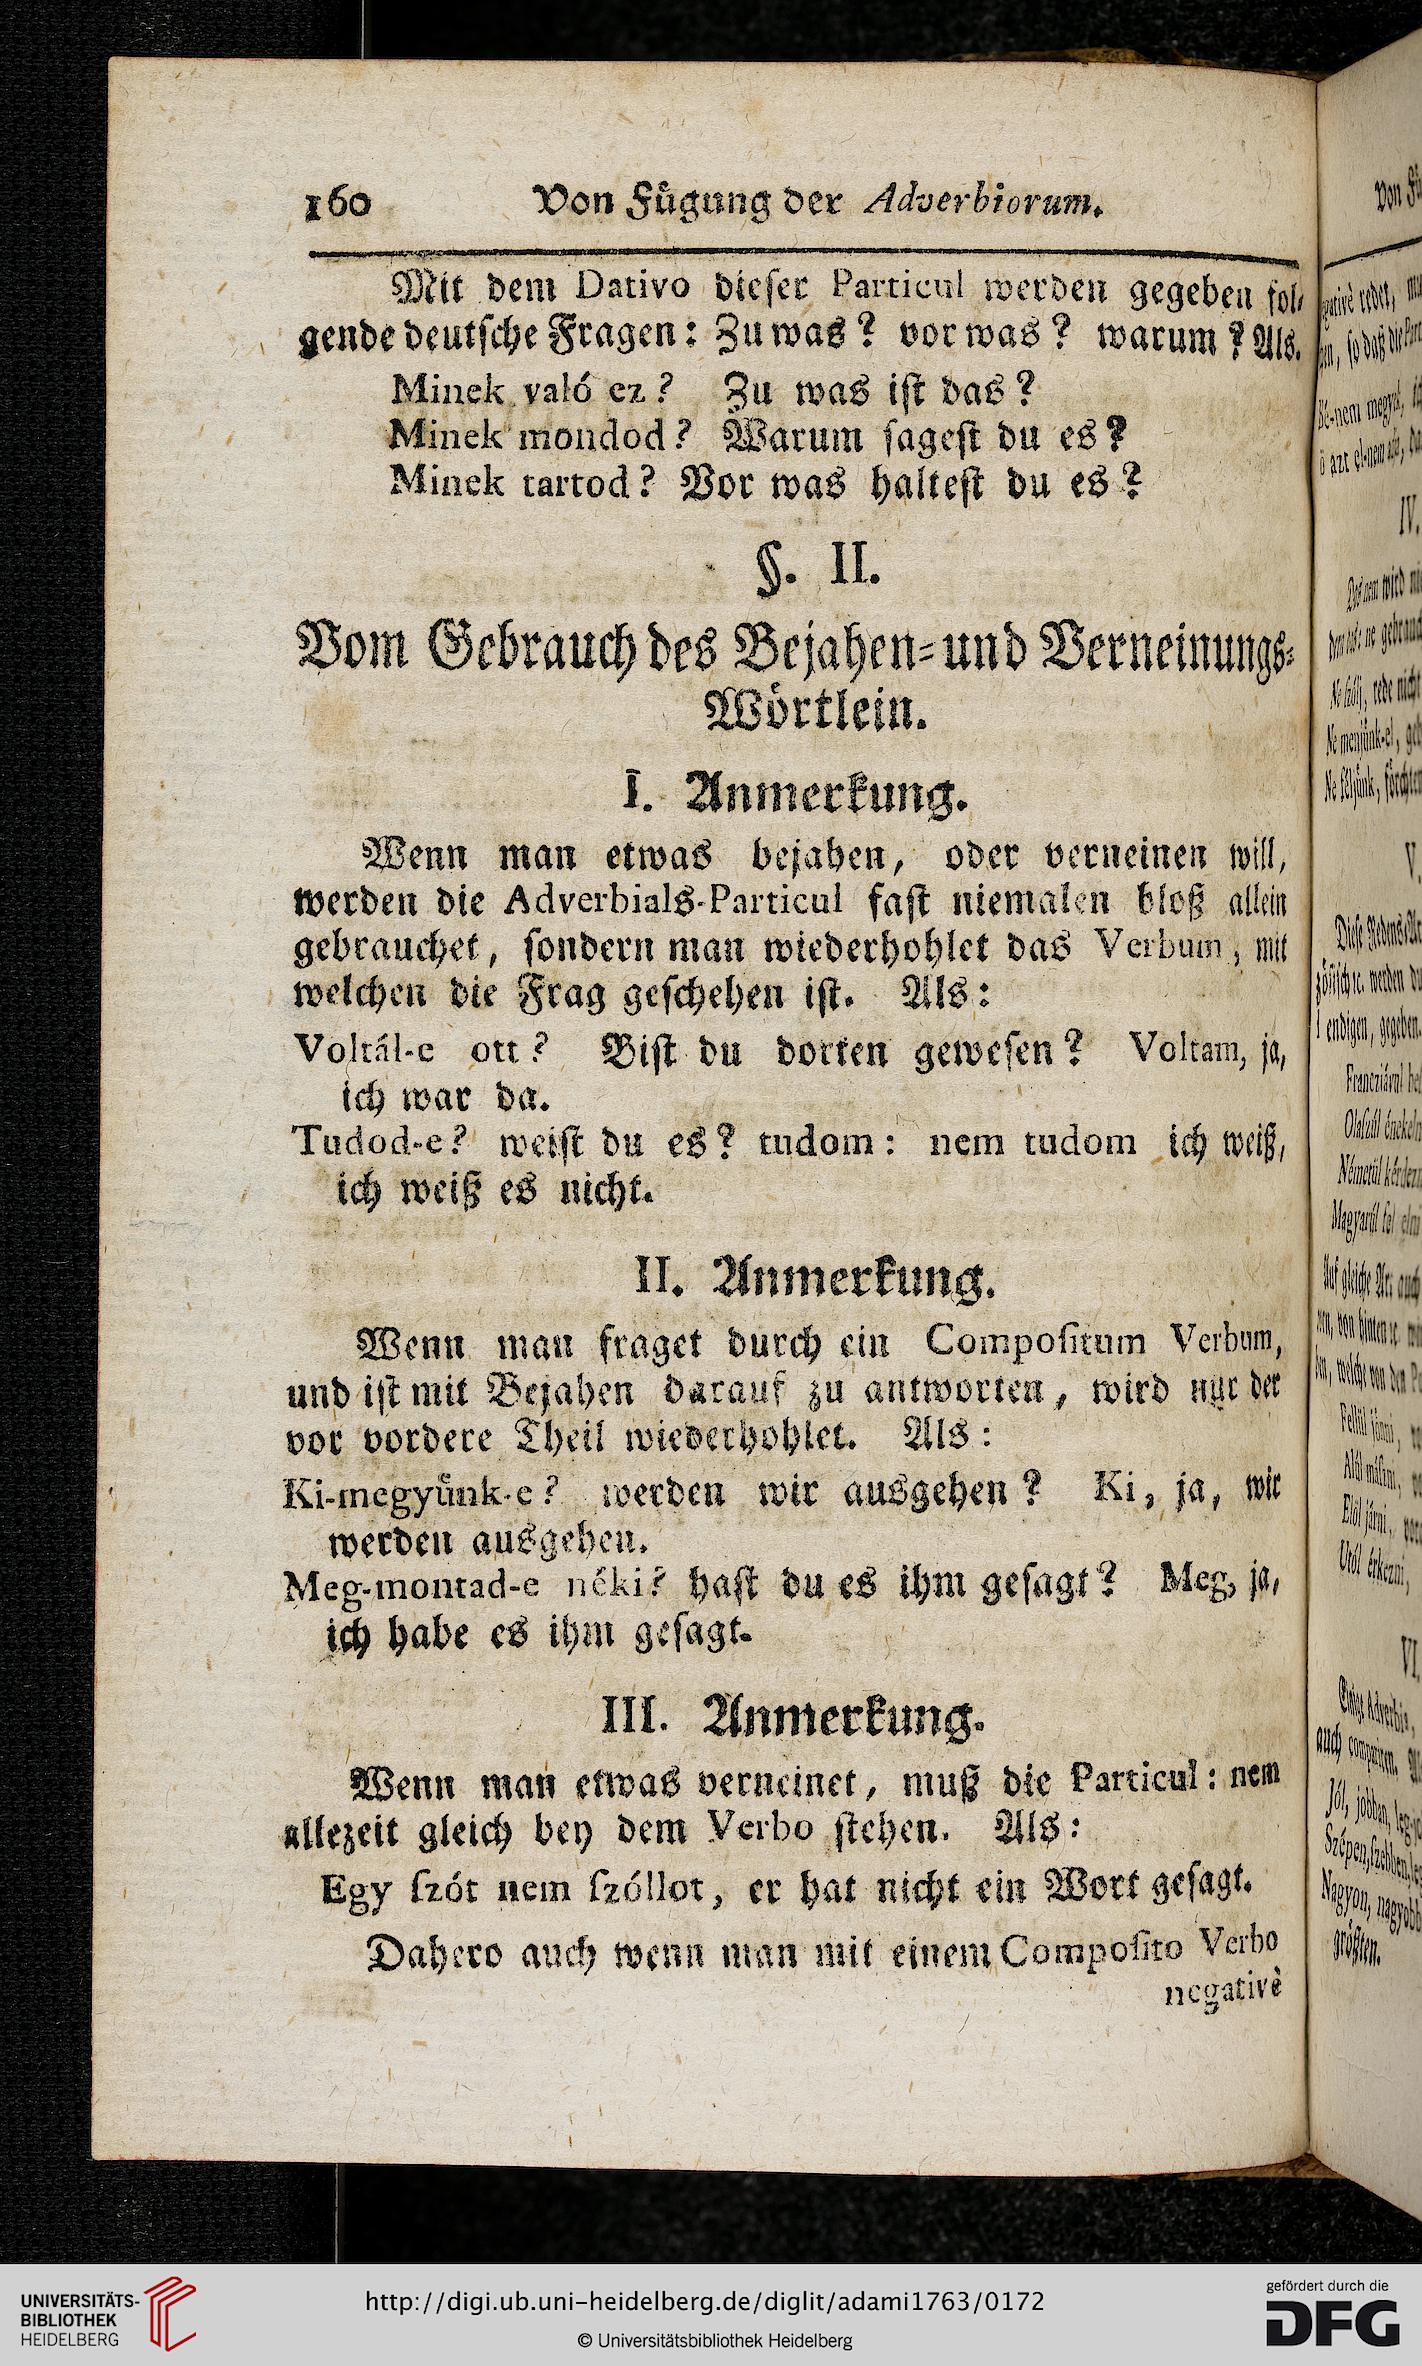 160 Von Fügung der Adverbiorum.
Mit dem Dativo dieser Particul werden gegeben fol-
gende deutsche Fragen: Zu was? vor was? warum? Als.
Minek való ez? Zu was ist das?
Minek mondod? Warum sagest du es?
Minek tartod? Vor was haltest du es?
§. II.
Vom Gebrauch des Bejahen- und Verneinungs-
Wörtlein.
I. Anmerkung.
Wenn man etwas bejahen, oder verneinen will,
werden die Adverbials-Particul fast niemalen bloß allein
gebrauchet, sondern man wiederhohlet das Verbum, mit
welchen die Frag geschehen ist. Als:
Voltál-e ott? Bist du dorten gewesen? Voltam, ja,
ich war da.
Tudod-e? weist du es? tudom: nem tudom ich weiß,
ich weiß es nicht.
II. Anmerkung.
Wenn man fraget durch ein Compositum Verbum,
und ist mit Bejahen darauf zu antworten, wird nur der
vor vordere Theil wiederhohlet. Als:
Ki-megyünk-e? werden wir ausgehen? Ki, ja, wir
werden ausgehen.
Meg-montad-e néki? hast du es ihm gesagt? Meg, ja,
ich habe es ihm gesagt.
III. Anmerkung.
Wenn man etwas verneinet, muß die Particul: nem
allezeit gleich bey dem Verbo stehen. Als:
Egy szót nem szóllot, er hat nicht ein Wort gesagt.
Dahero auch wenn man mit einem Composito Verbo
negativè
UNIVERSITÄTS-
BIBLIOTHEK
HEIDELBERG
http://digi.ub.uni-heidelberg.de/diglit/adami1763/0172
© Universitätsbibliothek Heidelberg
gefördert durch die
DFG